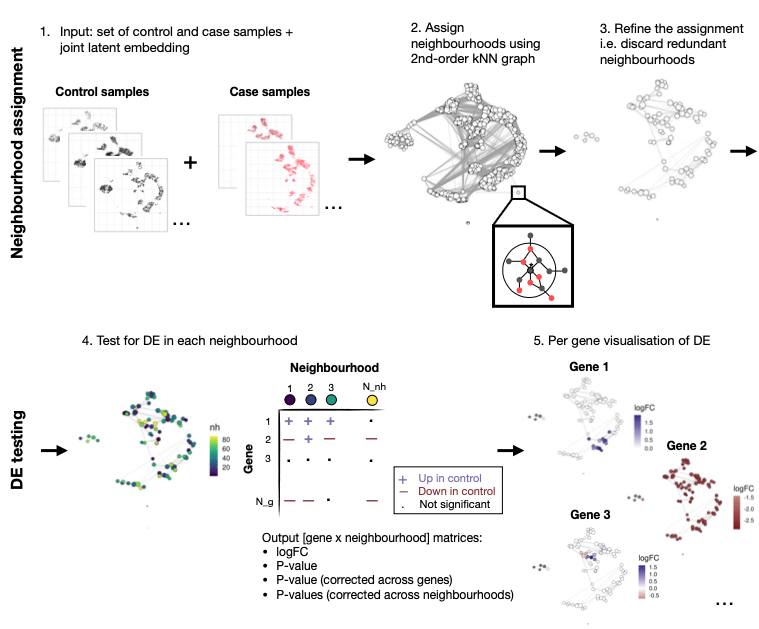 Neighbourhood assignment
1. Input: set of control and case samples +
joint latent embedding
Control samples
Case samples
+
...
...
2. Assign
neighbourhoods using
2nd-order kNN graph
3. Refine the assignment
i.e. discard redundant
neighbourhoods
DE testing
4. Test for DE in each neighbourhood
nh
80
60
40
20
Neighbourhood
1 2 3 N_nh
Gene
1 + + + .
2 − + − −
3 . . . .
N_g − − . −
+ Up in control
− Down in control
. Not significant
Output [gene x neighbourhood] matrices:
• logFC
• P-value
• P-value (corrected across genes)
• P-values (corrected across neighbourhoods)
5. Per gene visualisation of DE
Gene 1
logFC
1.5
1.0
0.5
0.0
Gene 2
logFC
-1.5
-2.0
-2.5
Gene 3
logFC
1.5
1.0
0.5
0.0
-0.5
...